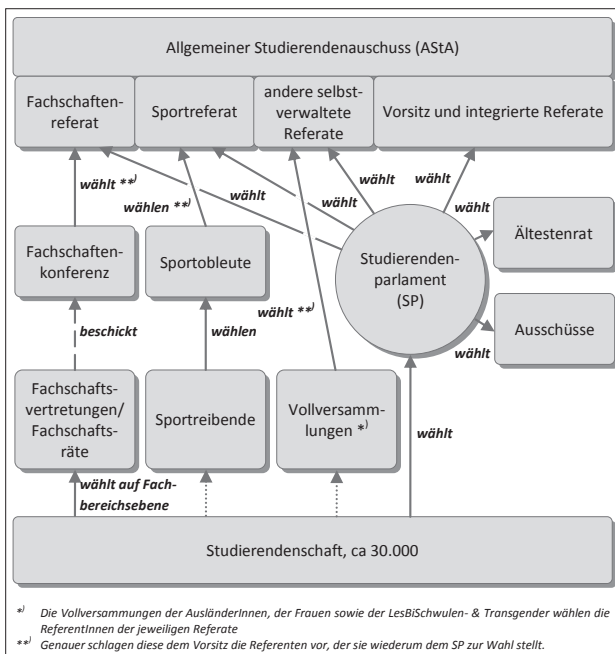 Allgemeiner Studierendenauschuss (AStA)
Fachschaften-
referat
Sportreferat
andere selbst-
verwaltete
Referate
Vorsitz und integrierte Referate
wählt **)
wählen **)
wählt
wählt
wählt
wählt
Fachschaften-
konferenz
Sportobleute
Studierenden-
parlament
(SP)
Ältestenrat
Ausschüsse
wählt
beschickt
wählen
wählt **)
Fachschafts-
vertretungen/
Fachschafts-
räte
Sportreibende
Vollversamm-
lungen *)
wählt
wählt auf Fach-
bereichsebene
Studierendenschaft, ca 30.000
*) Die Vollversammungen der AusländerInnen, der Frauen sowie der LesBiSchwulen- & Transgender wählen die
ReferentInnen der jeweiligen Referate
**) Genauer schlagen diese dem Vorsitz die Referenten vor, der sie wiederum dem SP zur Wahl stellt.